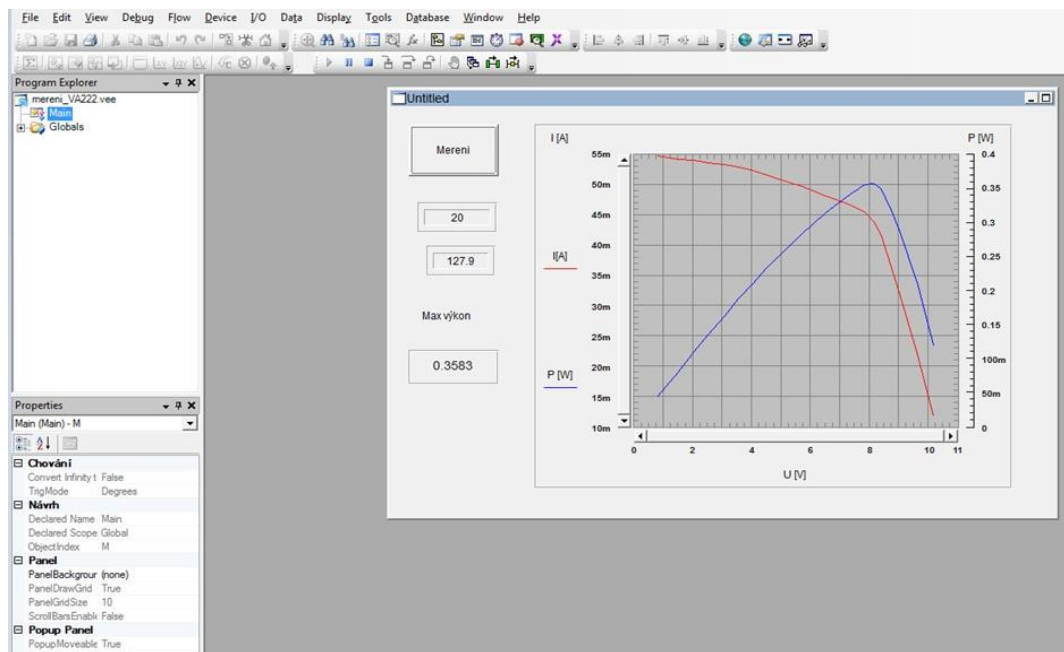 File Edit View Debug Flow Device I/O Data Display Tools Database Window Help
Program Explorer
mereni_VA222.vee
Main
Globals
Properties
Main (Main) - M
Chování
Convert Infinity t False
TrigMode Degrees
Návrh
Declared Name Main
Declared Scope Global
ObjectIndex M
Panel
PanelBackgrour (none)
PanelDrawGrid True
PanelGridSize 10
ScrollBarsEnabl False
Popup Panel
PopupMoveable True
Untitled
Mereni
20
127.9
Max výkon
0.3583
I [A]
P [W]
55m
50m
45m
40m
35m
30m
25m
20m
15m
10m
I[A]
P [W]
0.4
0.35
0.3
0.25
0.2
0.15
100m
50m
0
0 2 4 6 8 10 11
U [V]